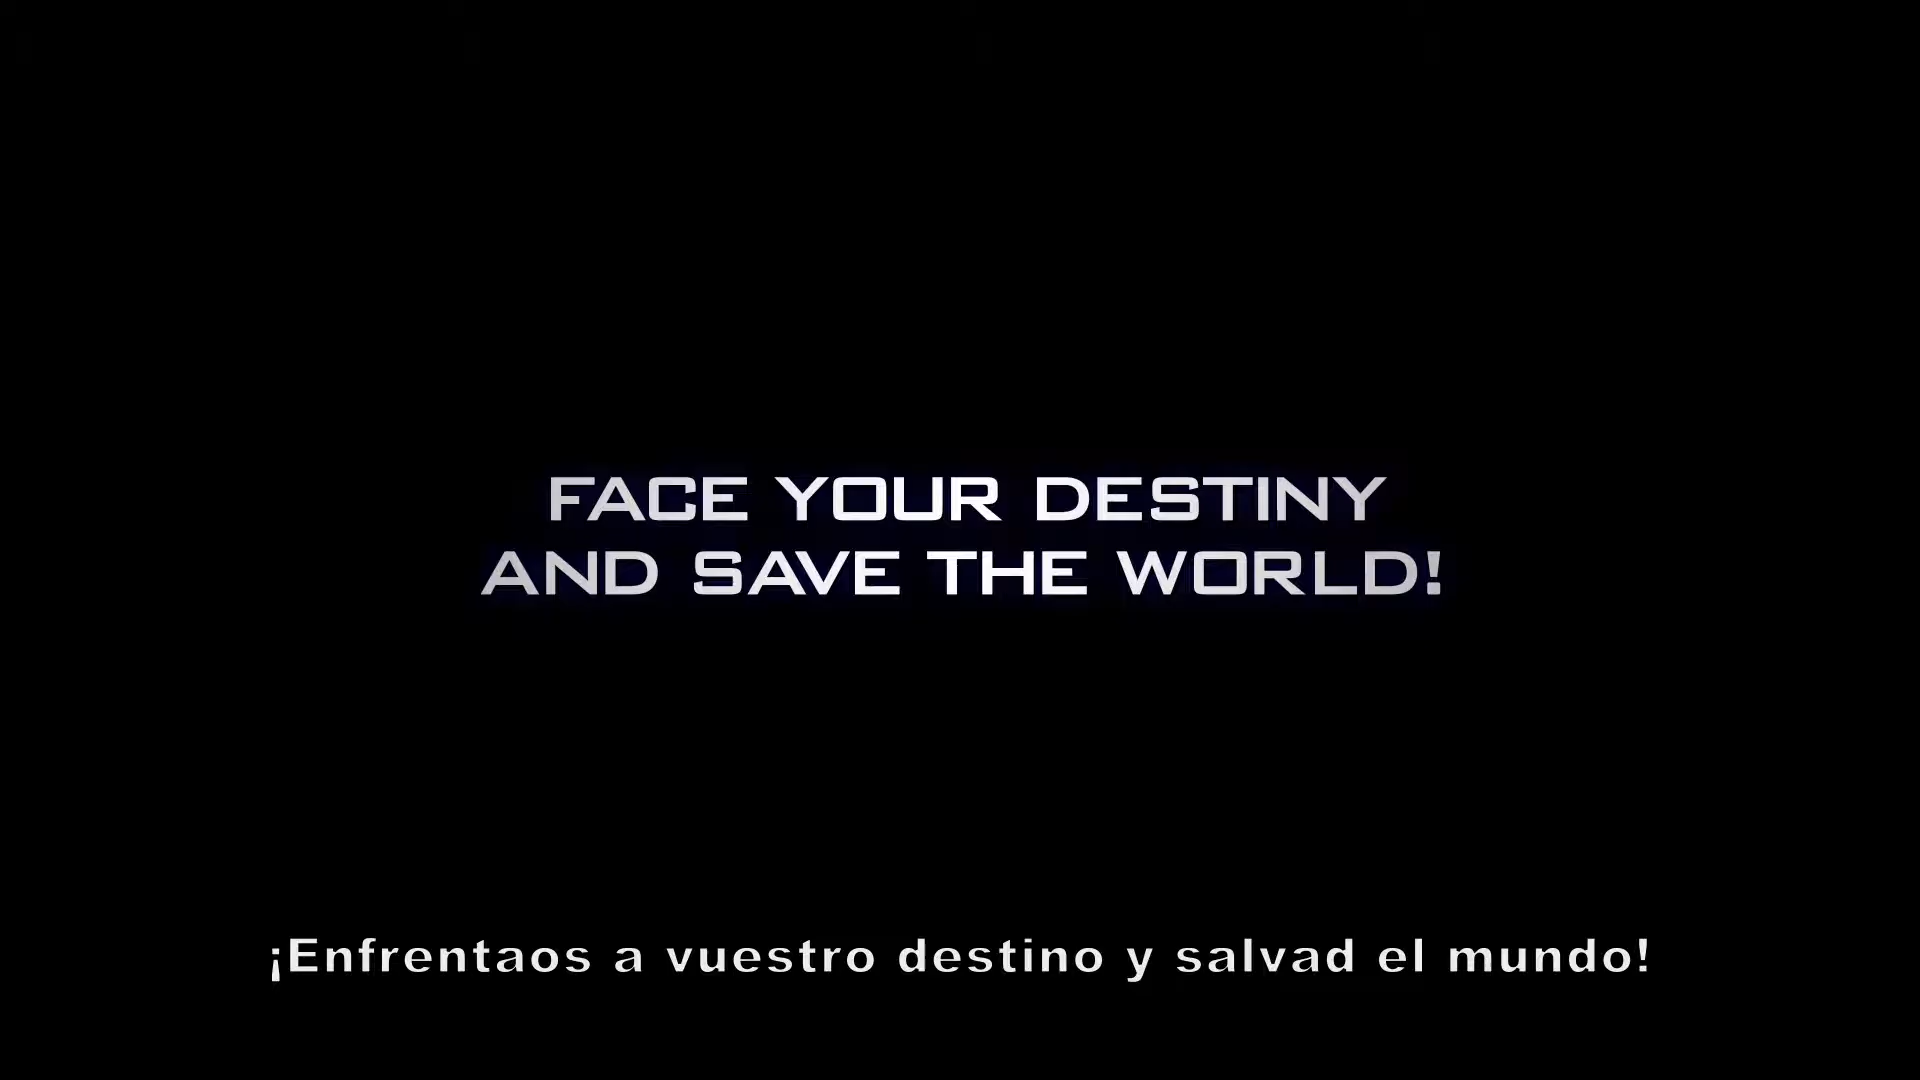 FACE YOUR DESTINY
AND SAVE THE WORLD!
¡Enfrentaos a vuestro destino y salvad el mundo!